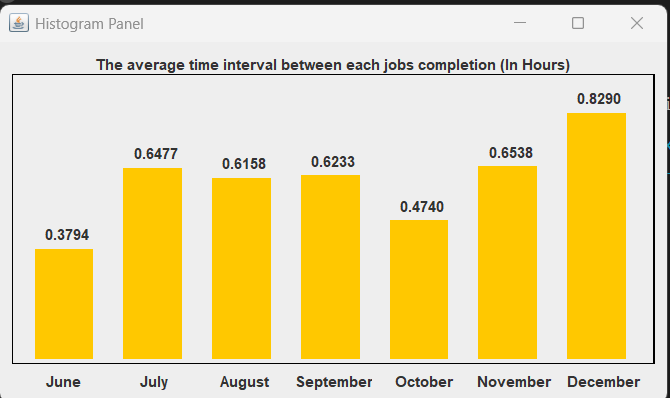 Histogram Panel
The average time interval between each jobs completion (In Hours)
0.8290
0.6477
0.6538
0.6158
0.6233
0.4740
0.3794
June July August September October November December